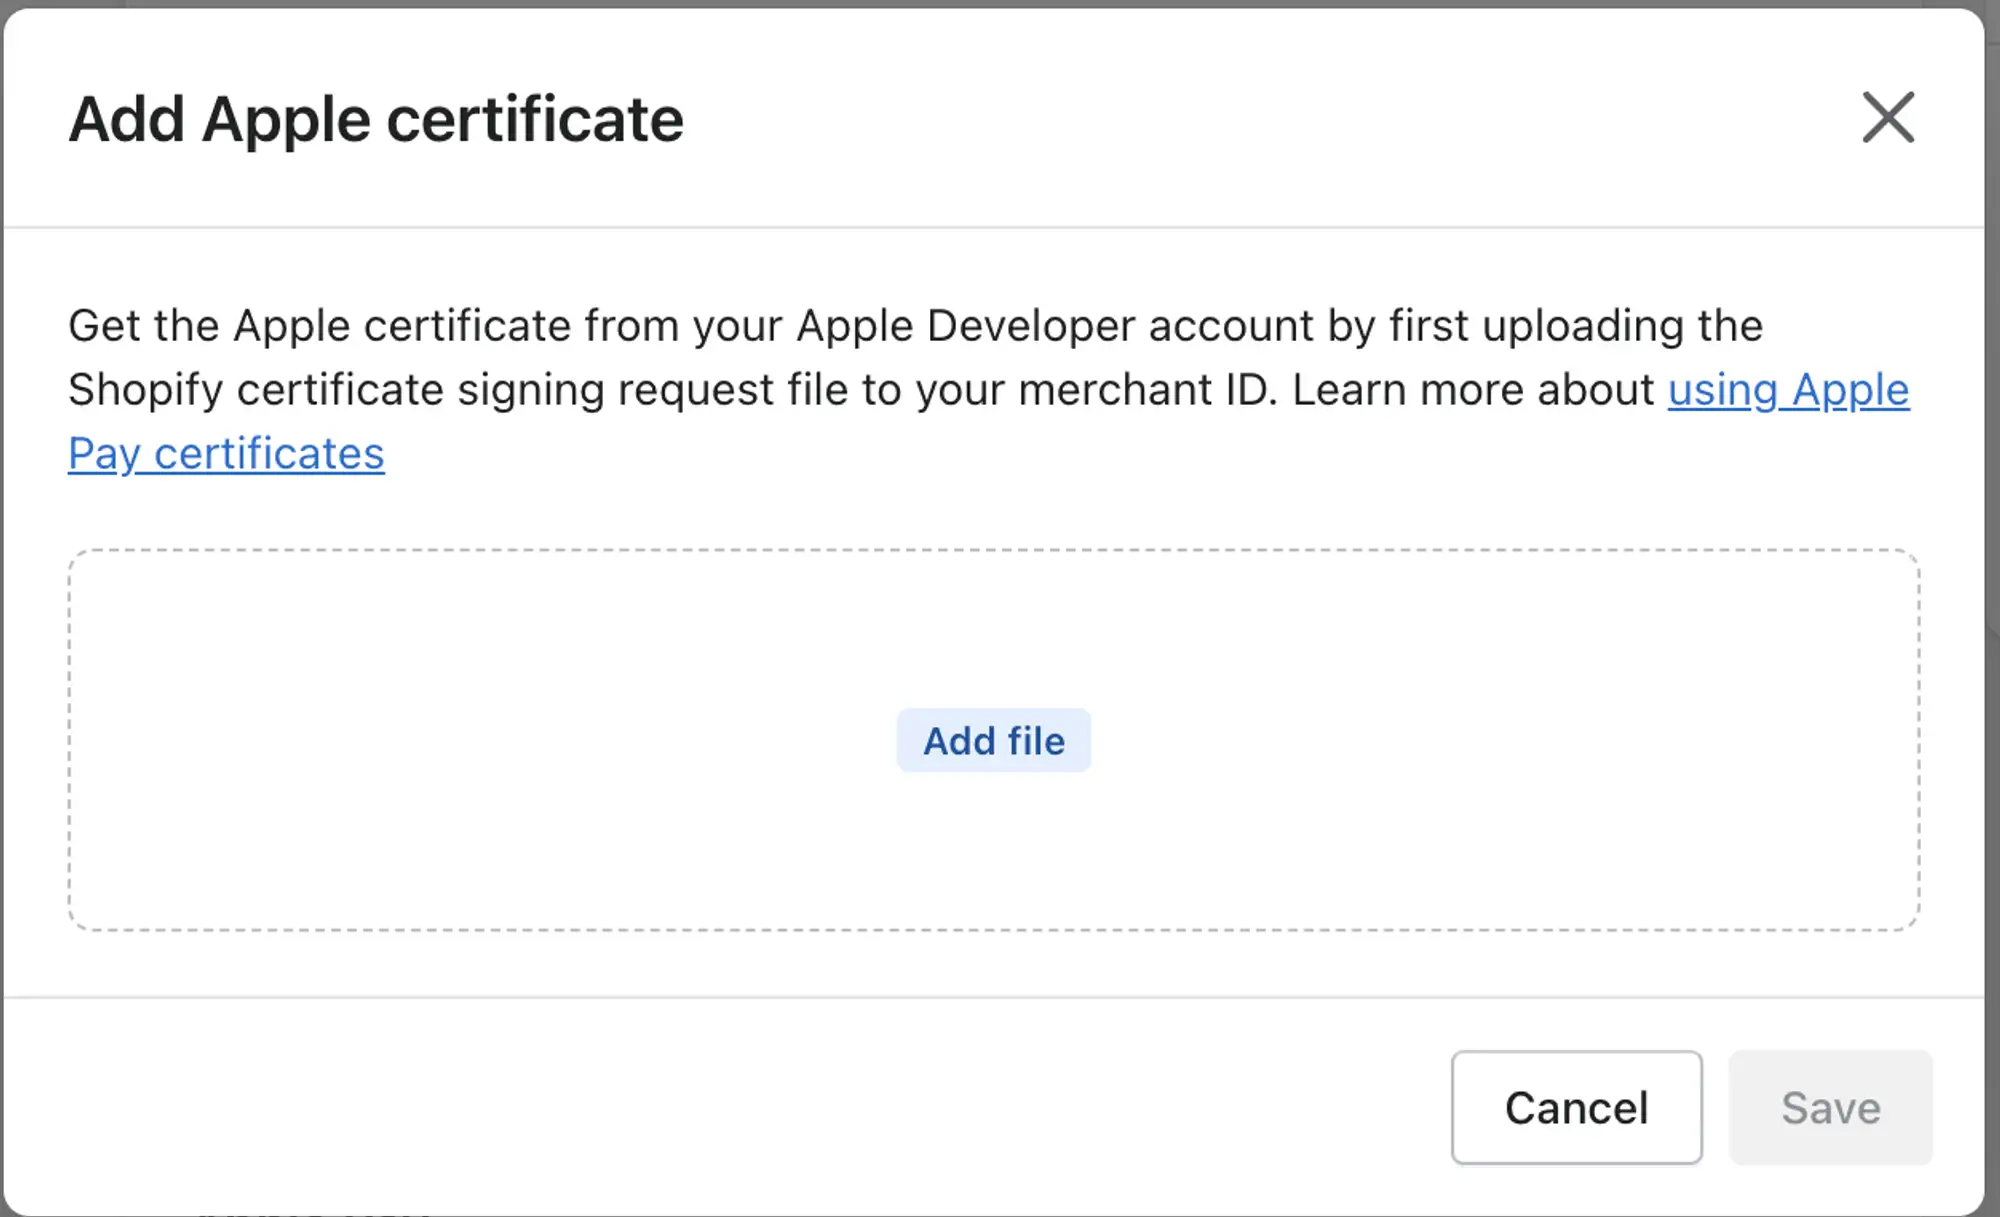 Add Apple certificate
Get the Apple certificate from your Apple Developer account by first uploading the
Shopify certificate signing request file to your merchant ID. Learn more about using Apple
Pay certificates
Add file
Cancel
Save